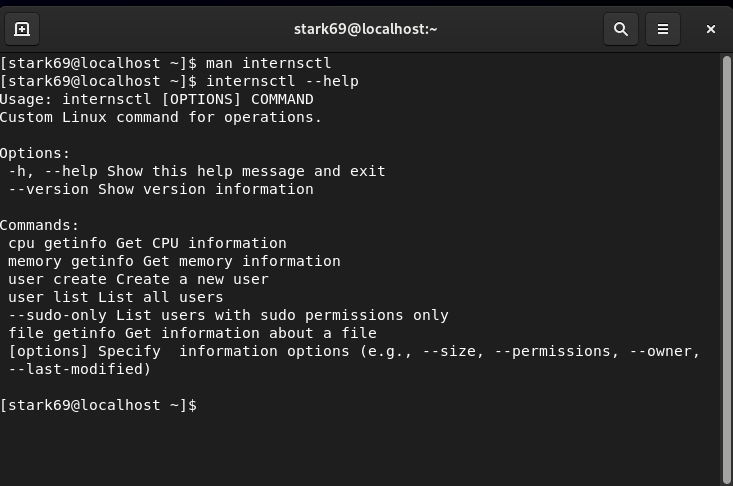 stark69@localhost:~
[stark69@localhost ~]$ man internsctl
[stark69@localhost ~]$ internsctl --help
Usage: internsctl [OPTIONS] COMMAND
Custom Linux command for operations.
Options:
-h, --help Show this help message and exit
--version Show version information
Commands:
cpu getinfo Get CPU information
memory getinfo Get memory information
user create Create a new user
user list List all users
--sudo-only List users with sudo permissions only
file getinfo Get information about a file
[options] Specify  information options (e.g., --size, --permissions, --owner,
--last-modified)
[stark69@localhost ~]$